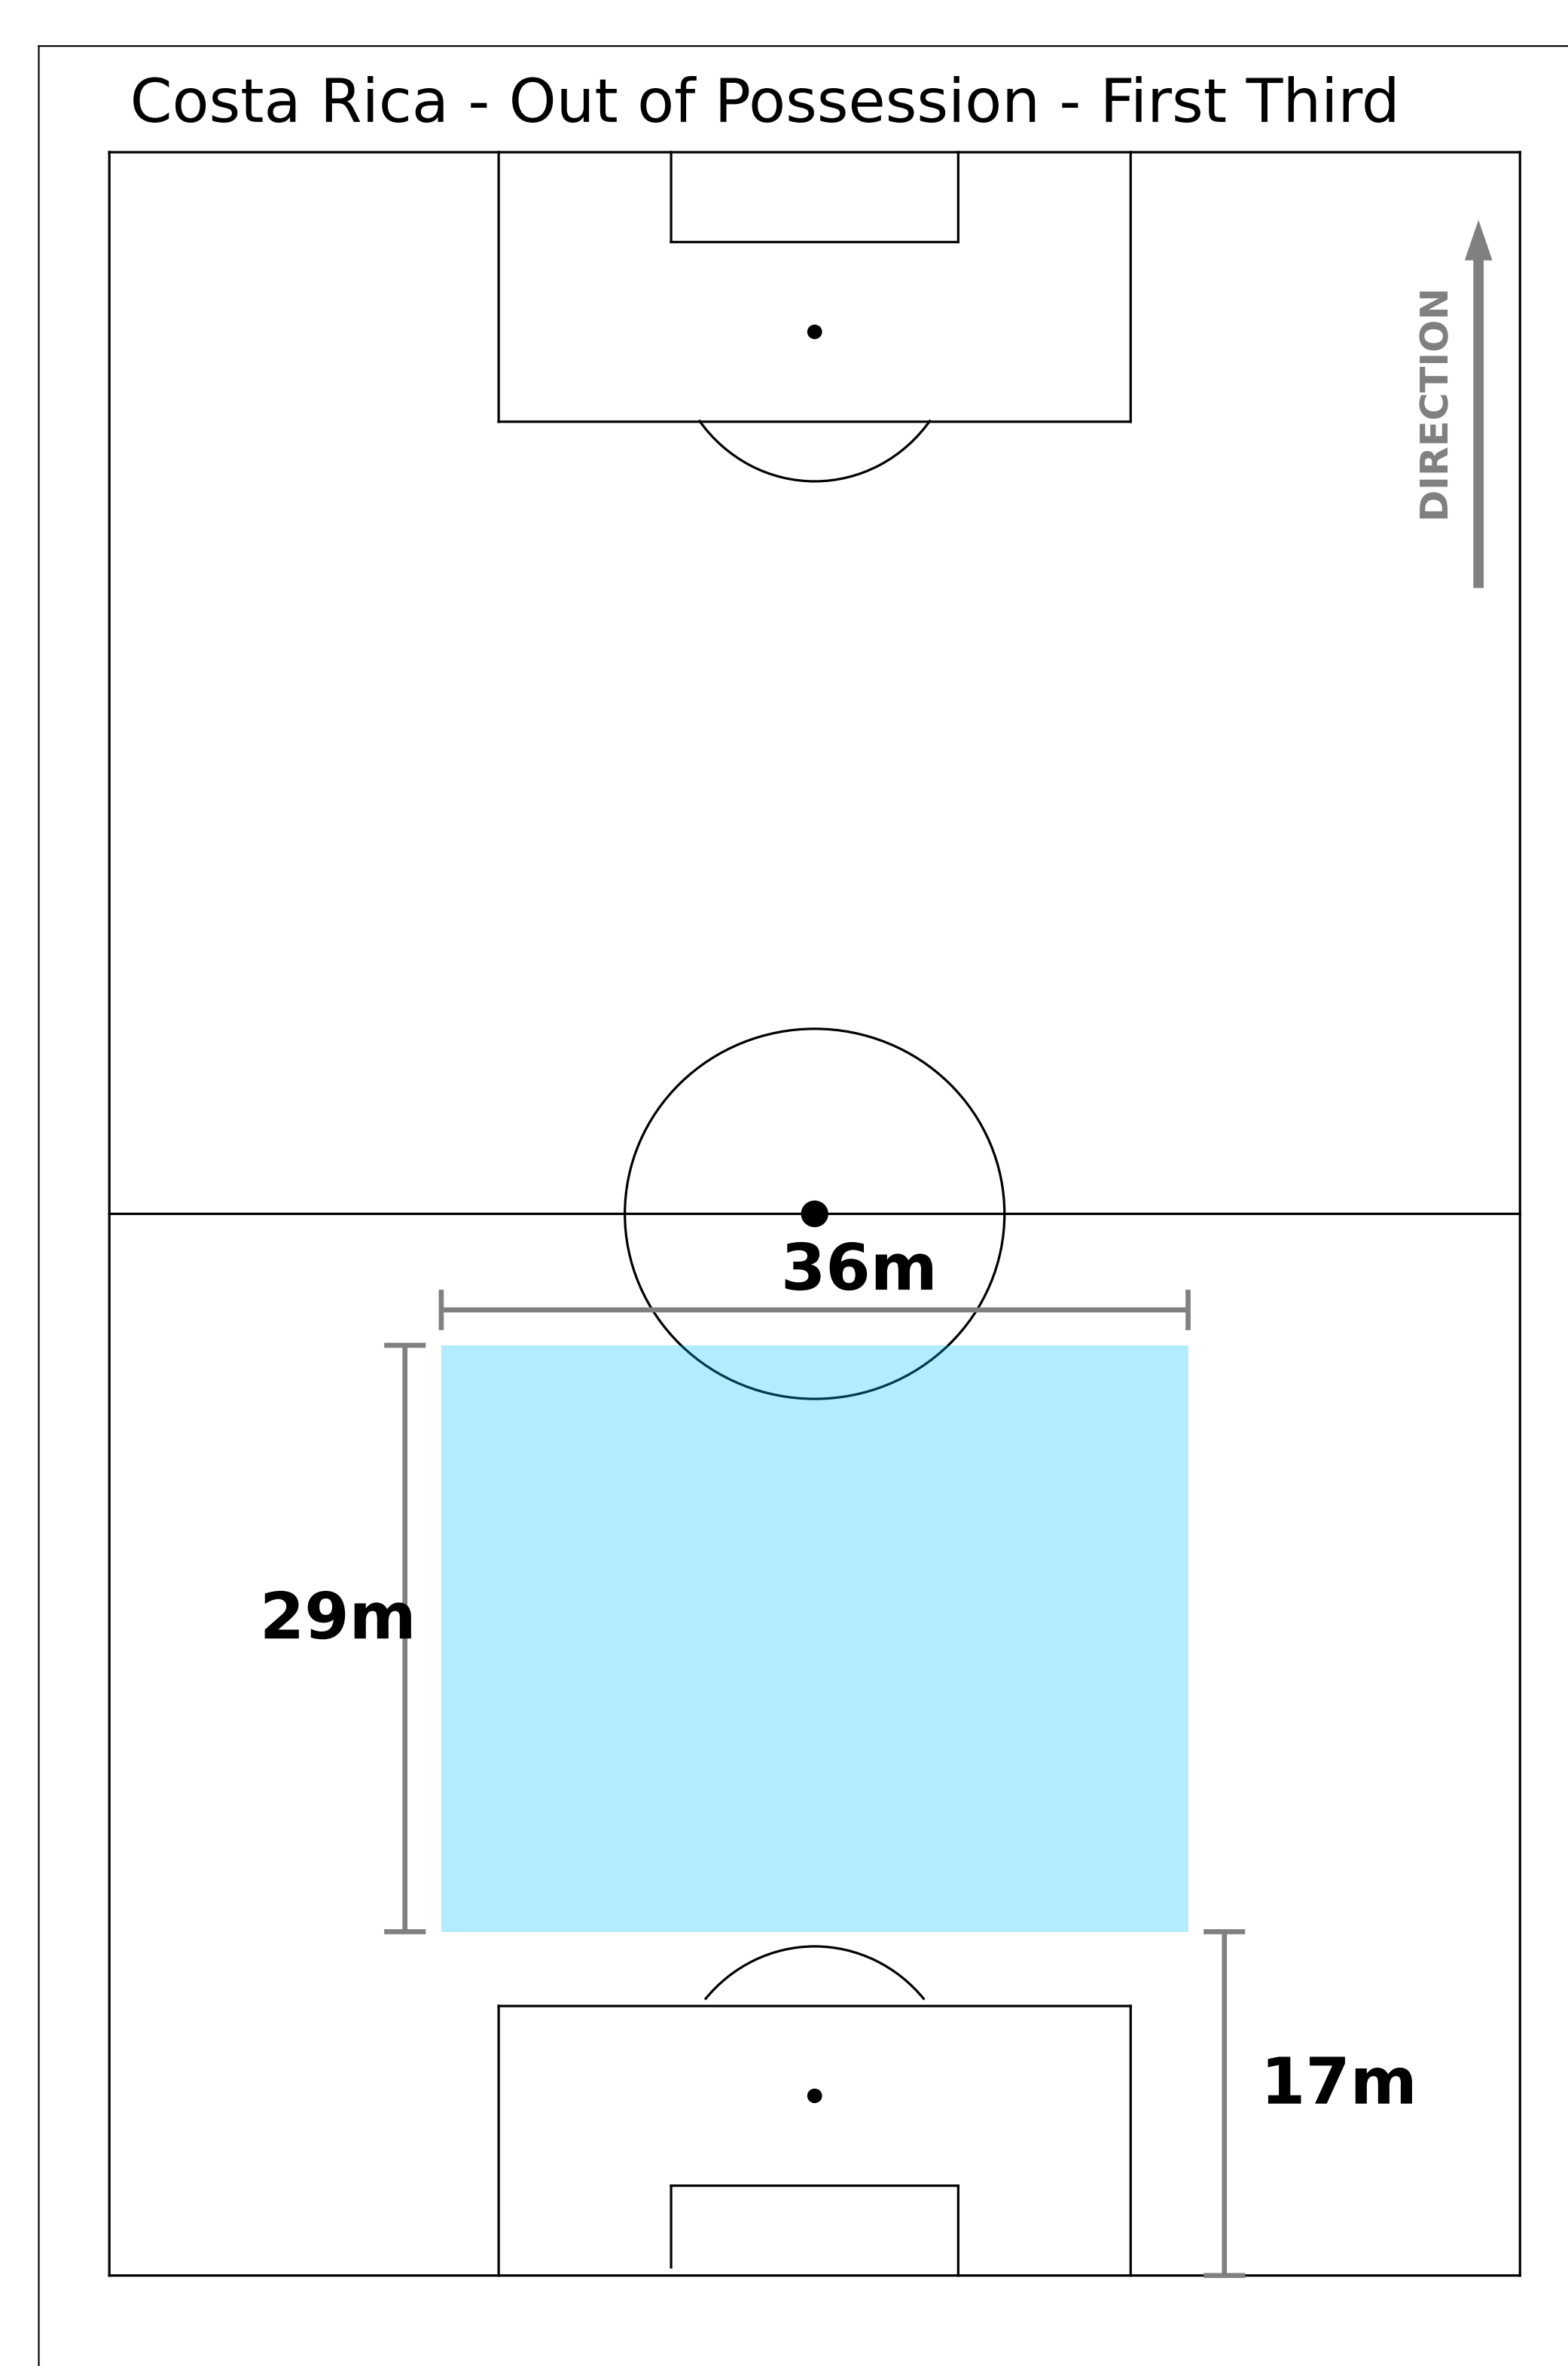 Costa Rica - Out of Possession - First Third
DIRECTION
36m
29m
17m